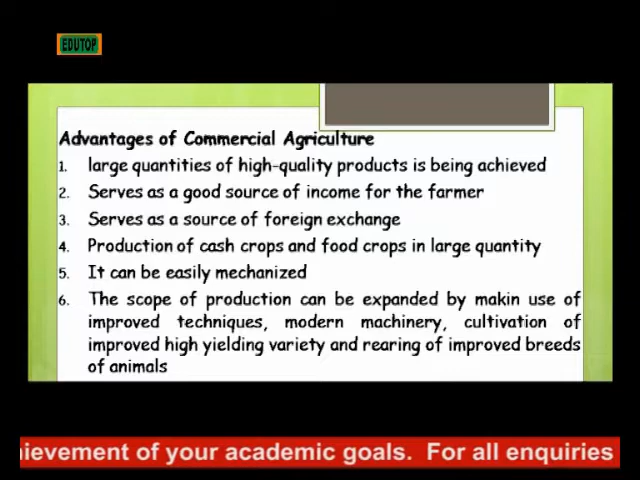 EDUTOP
Advantages of Commercial Agriculture
1. large quantities of high-quality products is being achieved
2. Serves as a good source of income for the farmer
3. Serves as a source of foreign exchange
4. Production of cash crops and food crops in large quantity
5. It can be easily mechanized
6. The scope of production can be expanded by makin use of
improved techniques, modern machinery, cultivation of
improved high yielding variety and rearing of improved breeds
of animals
hievement of your academic goals. For all enquiries